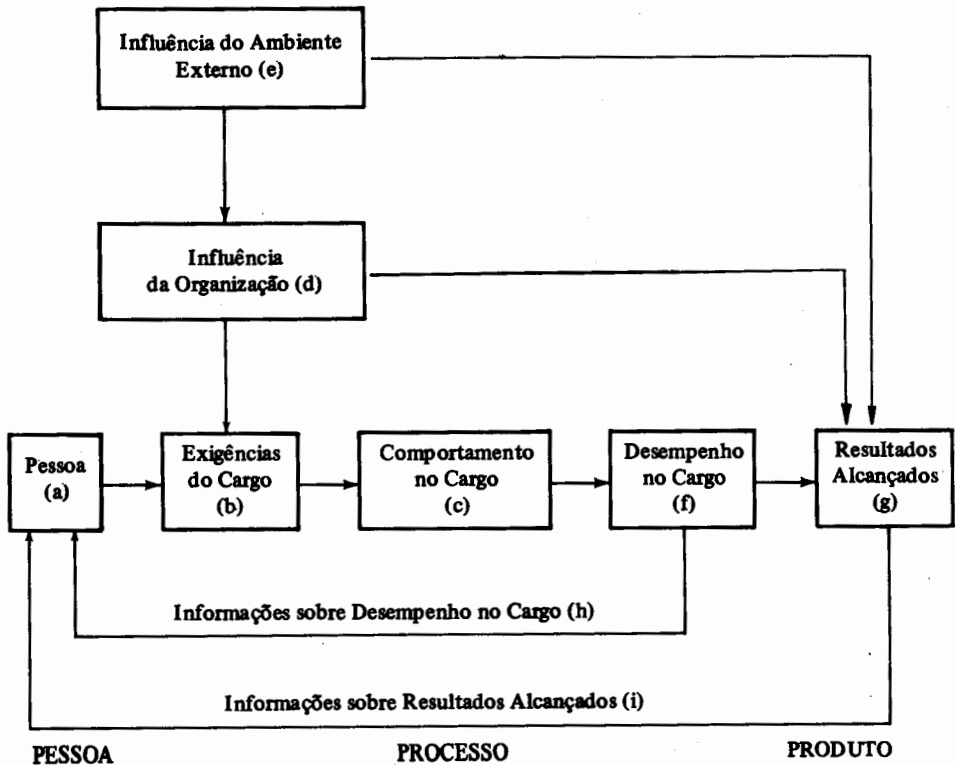 Influência do Ambiente
Externo (e)
Influência
da Organização (d)
Pessoa
(a)
Exigências
do Cargo
(b)
Comportamento
no Cargo
(c)
Desempenho
no Cargo
(f)
Resultados
Alcançados
(g)
Informações sobre Desempenho no Cargo (h)
Informações sobre Resultados Alcançados (i)
PESSOA
PROCESSO
PRODUTO